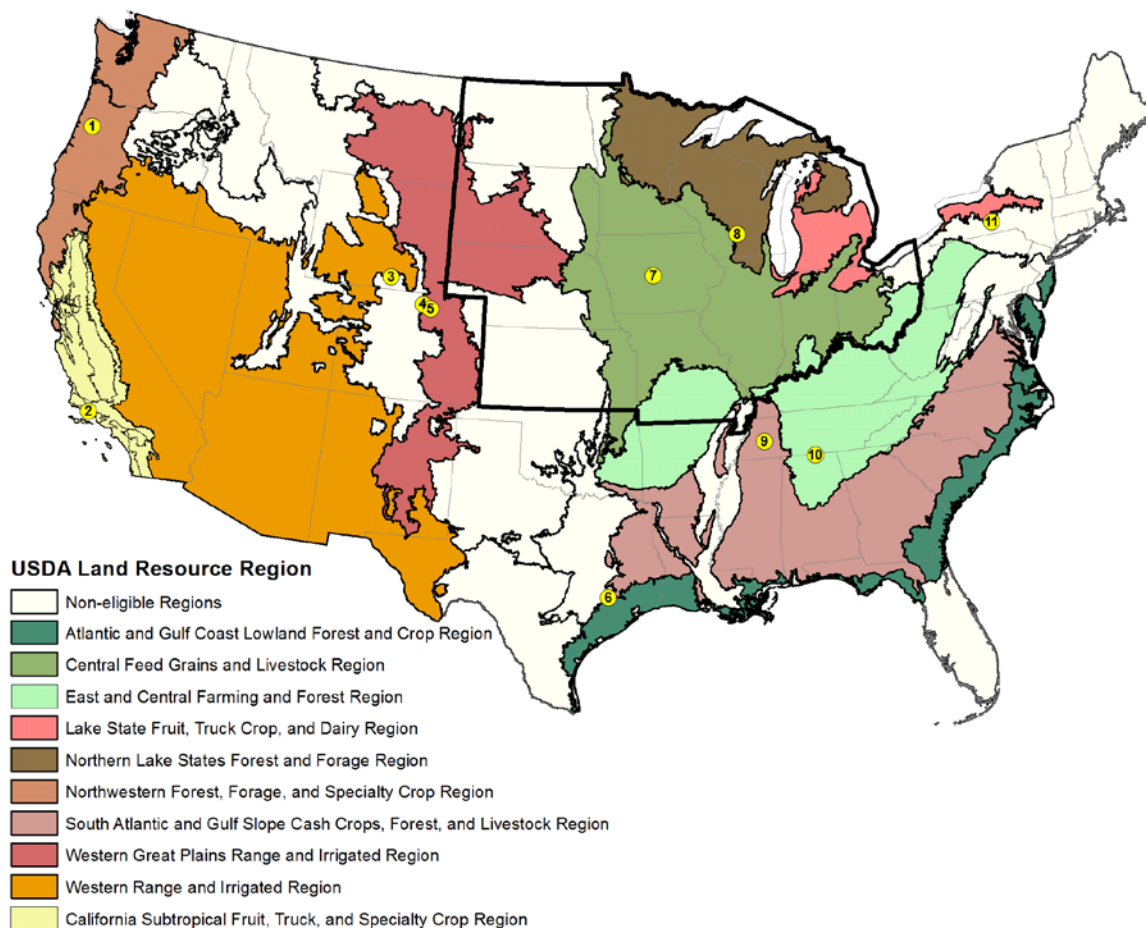 1
2
3
4
5
6
7
8
9
10
11
USDA Land Resource Region
Non-eligible Regions
Atlantic and Gulf Coast Lowland Forest and Crop Region
Central Feed Grains and Livestock Region
East and Central Farming and Forest Region
Lake State Fruit, Truck Crop, and Dairy Region
Northern Lake States Forest and Forage Region
Northwestern Forest, Forage, and Specialty Crop Region
South Atlantic and Gulf Slope Cash Crops, Forest, and Livestock Region
Western Great Plains Range and Irrigated Region
Western Range and Irrigated Region
California Subtropical Fruit, Truck, and Specialty Crop Region